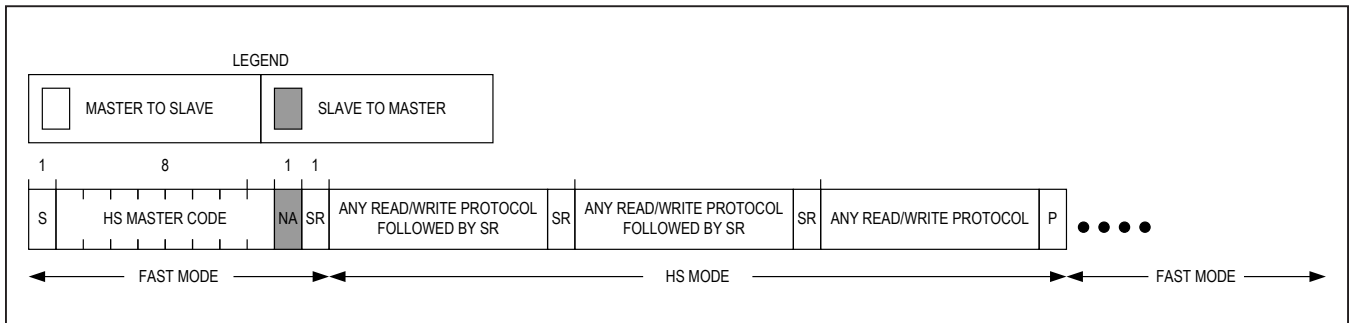 LEGEND
MASTER TO SLAVE
SLAVE TO MASTER
1 8 1 1
S HS MASTER CODE NA SR ANY READ/WRITE PROTOCOL FOLLOWED BY SR SR ANY READ/WRITE PROTOCOL FOLLOWED BY SR SR ANY READ/WRITE PROTOCOL P
FAST MODE HS MODE FAST MODE